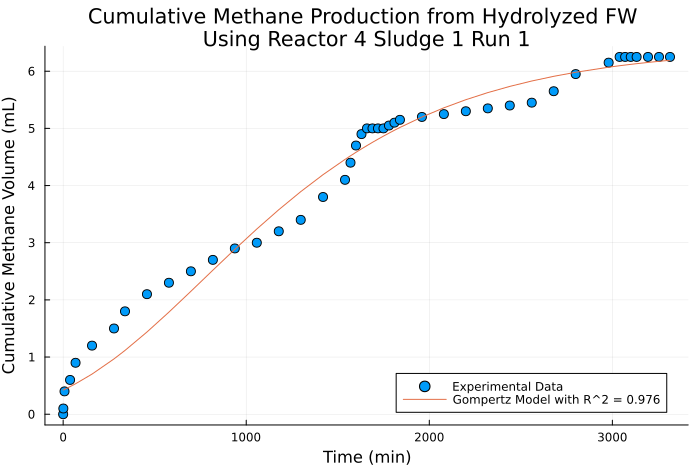 Cumulative Methane Production from Hydrolyzed FW
Using Reactor 4 Sludge 1 Run 1
Cumulative Methane Volume (mL)
6
5
4
3
2
1
0
Experimental Data
Gompertz Model with R^2 = 0.976
0
1000
2000
3000
Time (min)